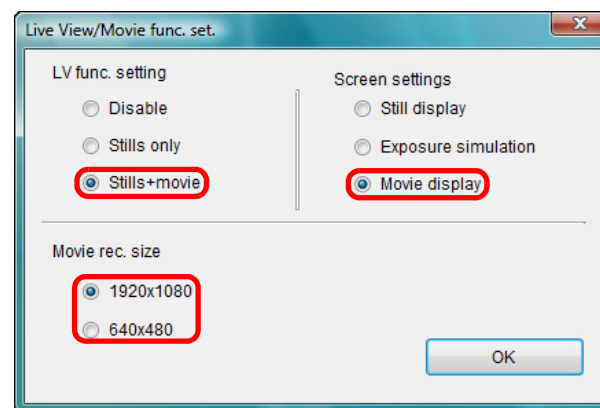 Live View/Movie func. set.
LV func. setting
Disable
Stills only
Stills+movie
Screen settings
Still display
Exposure simulation
Movie display
Movie rec. size
1920x1080
640x480
OK